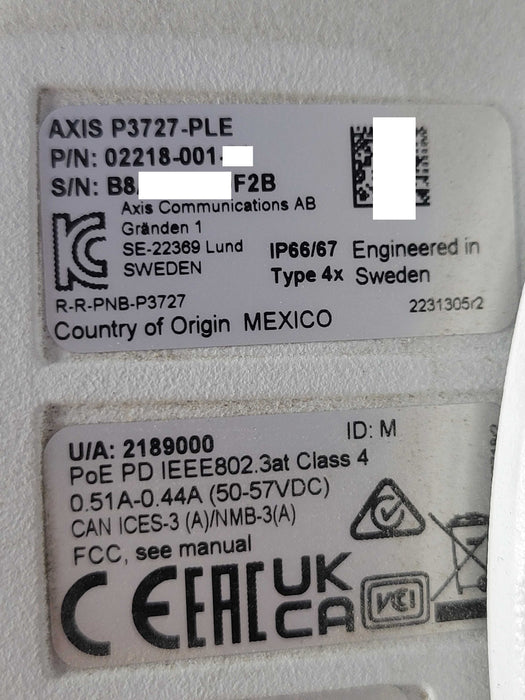 AXIS P3727-PLE
P/N: 02218-001-
S/N: B8 F2B
Axis Communications AB
Gränden 1
SE-22369 Lund
SWEDEN
IP66/67
Type 4x
Engineered in
Sweden
R-R-PNB-P3727
2231305r2
Country of Origin MEXICO
U/A: 2189000
ID: M
PoE PD IEEE802.3at Class 4
0.51A-0.44A (50-57VDC)
CAN ICES-3 (A)/NMB-3(A)
FCC, see manual
CE
EAC
UK
CA
VCI